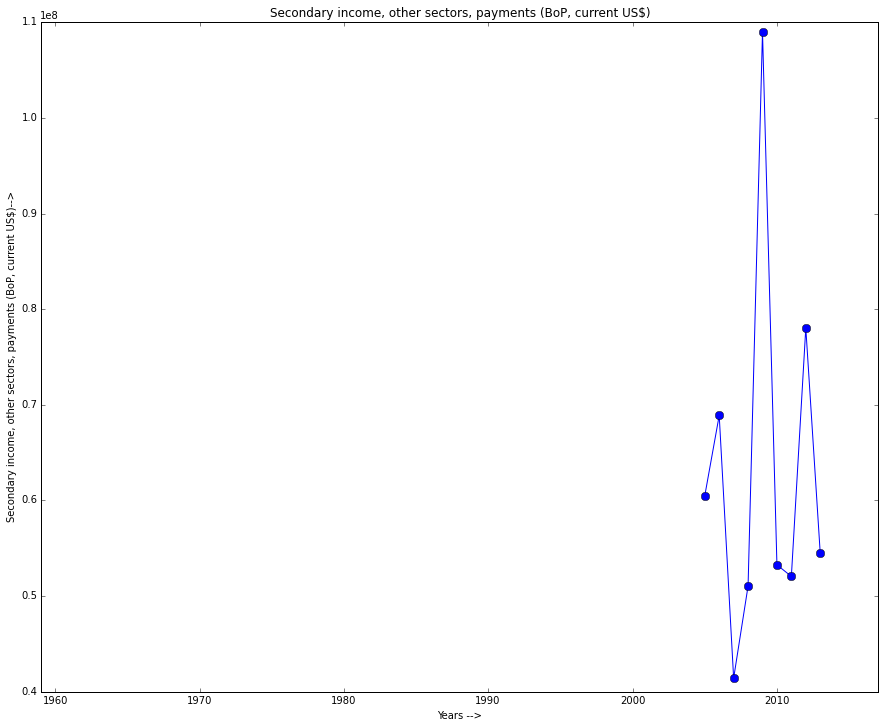 Secondary income, other sectors, payments (BoP, current US$)
1e8
1.1
1.0
0.9
0.8
0.7
0.6
0.5
0.4
Secondary income, other sectors, payments (BoP, current US$)-->
1960 1970 1980 1990 2000 2010
Years -->